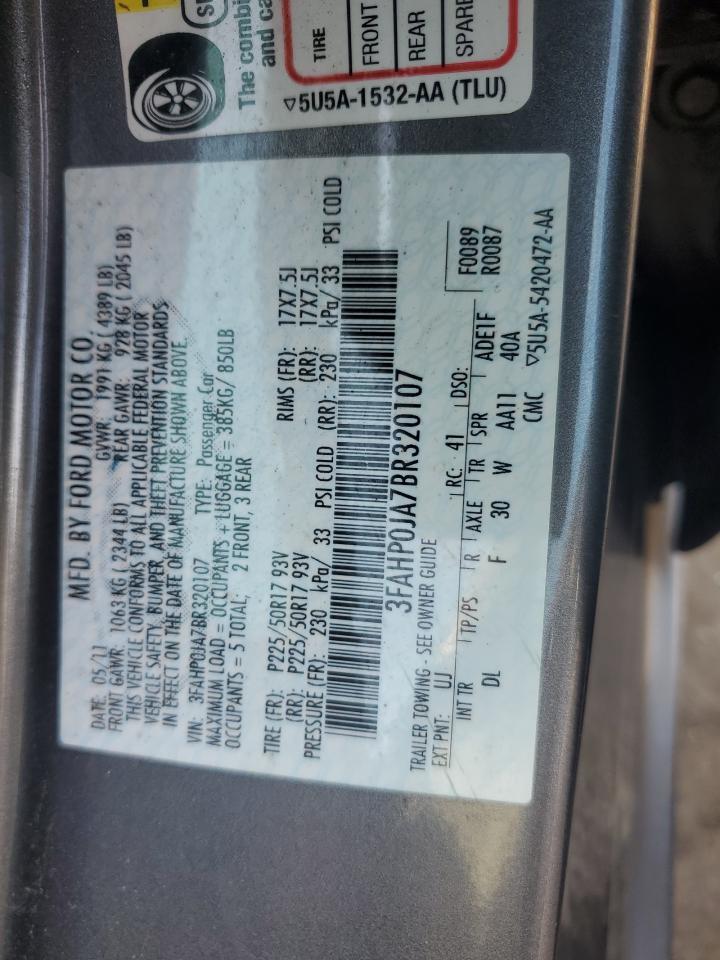 The combi
and ca
TIRE
FRONT
REAR
SPARE
▽5U5A-1532-AA (TLU)
MFD. BY FORD MOTOR CO.
DATE: 05/11 GVWR: 1991 KG ( 4389 LB)
FRONT GAWR: 1063 KG ( 2344 LB) REAR GAWR: 928 KG ( 2045 LB)
THIS VEHICLE CONFORMS TO ALL APPLICABLE FEDERAL MOTOR
VEHICLE SAFETY, BUMPER, AND THEFT PREVENTION STANDARDS
IN EFFECT ON THE DATE OF MANUFACTURE SHOWN ABOVE.
VIN: 3FAHP0JA7BR320107 TYPE: Passenger Car
MAXIMUM LOAD = OCCUPANTS + LUGGAGE = 385KG/ 850LB
OCCUPANTS = 5 TOTAL, 2 FRONT, 3 REAR
TIRE (FR): P225/50R17 93V RIMS (FR): 17X7.5J
(RR): P225/50R17 93V (RR): 17X7.5J
PRESSURE (FR): 230 kPa/ 33 PSI COLD (RR): 230 kPa/ 33 PSI COLD
3FAHP0JA7BR320107
TRAILER TOWING - SEE OWNER GUIDE F0089
EXT PNT: UJ RC: 41 DSO: R0087
INT TR TP/PS R AXLE TR SPR ADE1F
DL F 30 W AA11 40A
CMC ▽5U5A-5420472-AA